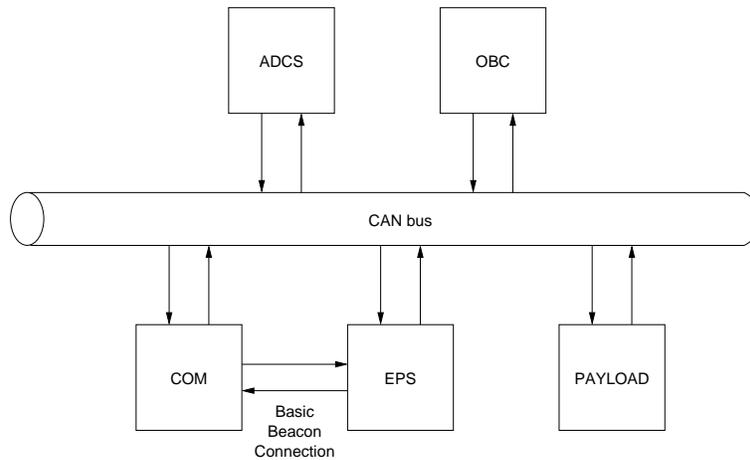 ADCS
OBC
CAN bus
COM
EPS
PAYLOAD
Basic
Beacon
Connection